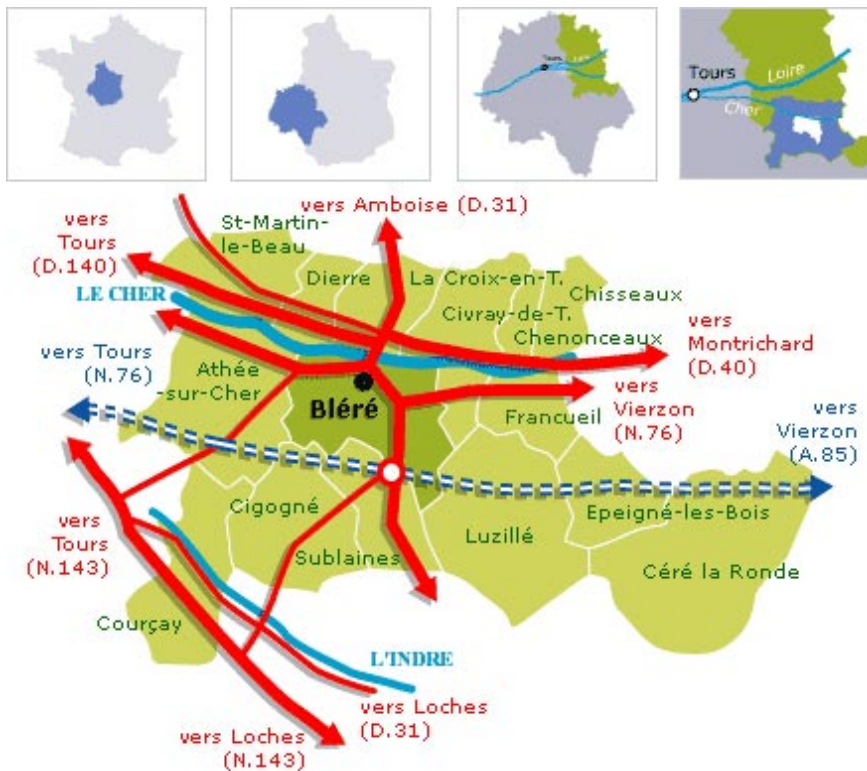 Tours
Tours
Loire
Cher
vers Amboise (D.31)
vers
Tours
(D.140)
St-Martin-
le-Beau
Dierre
La Croix-en-T.
Civray-de-T.
Chisseaux
Chenonceaux
LE CHER
vers Tours
(N.76)
Athée
-sur-Cher
Bléré
vers
Montrichard
(D.40)
Francueil
vers
Vierzon
(N.76)
vers
Vierzon
(A.85)
Cigogné
Sublaines
Luzillé
Epeigné-les-Bois
Céré la Ronde
vers
Tours
(N.143)
Courçay
L'INDRE
vers Loches
(D.31)
vers Loches
(N.143)